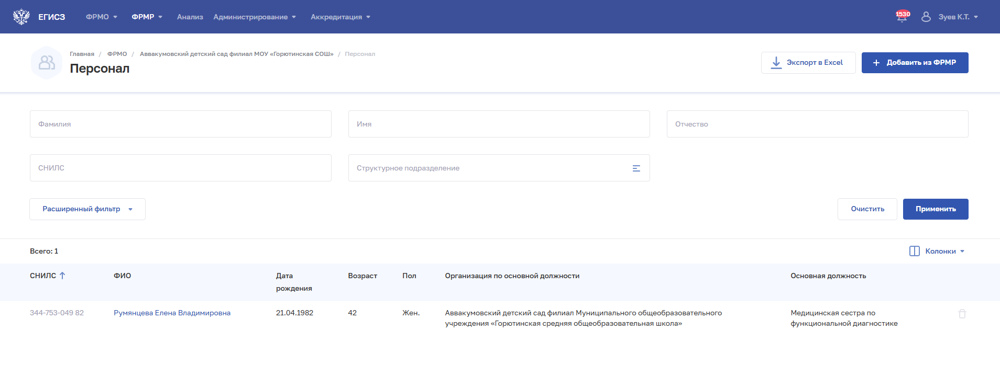 ЕГИСЗ ФРМО ФРМР Анализ Администрирование Аккредитация 1530 Зуев К.Т.
Главная / ФРМО / Аввакумовский детский сад филиал МОУ «Горютинская СОШ» / Персонал
Персонал
Экспорт в Excel
+ Добавить из ФРМР
Фамилия Имя Отчество
СНИЛС Структурное подразделение
Расширенный фильтр Очистить Применить
Всего: 1 Колонки
СНИЛС ФИО Дата рождения Возраст Пол Организация по основной должности Основная должность
344-753-049 82 Румянцева Елена Владимировна 21.04.1982 42 Жен. Аввакумовский детский сад филиал Муниципального общеобразовательного Медицинская сестра по
учреждения «Горютинская средняя общеобразовательная школа» функциональной диагностике